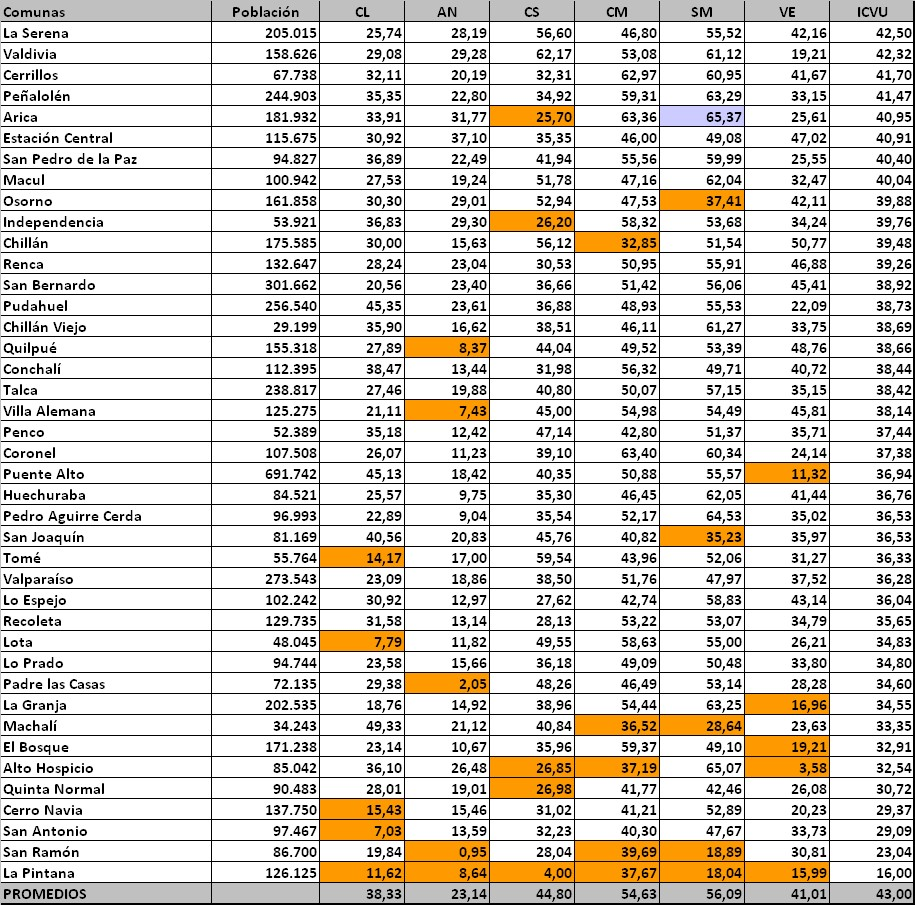 Comunas Población CL AN CS CM SM VE ICVU
La Serena 205.015 25,74 28,19 56,60 46,80 55,52 42,16 42,50
Valdivia 158.626 29,08 29,28 62,17 53,08 61,12 19,21 42,32
Cerrillos 67.738 32,11 20,19 32,31 62,97 60,95 41,67 41,70
Peñalolén 244.903 35,35 22,80 34,92 59,31 63,29 33,15 41,47
Arica 181.932 33,91 31,77 25,70 63,36 65,37 25,61 40,95
Estación Central 115.675 30,92 37,10 35,35 46,00 49,08 47,02 40,91
San Pedro de la Paz 94.827 36,89 22,49 41,94 55,56 59,99 25,55 40,40
Macul 100.942 27,53 19,24 51,78 47,16 62,04 32,47 40,04
Osorno 161.858 30,30 29,01 52,94 47,53 37,41 42,11 39,88
Independencia 53.921 36,83 29,30 26,20 58,32 53,68 34,24 39,76
Chillán 175.585 30,00 15,63 56,12 32,85 51,54 50,77 39,48
Renca 132.647 28,24 23,04 30,53 50,95 55,91 46,88 39,26
San Bernardo 301.662 20,56 23,40 36,66 51,42 56,06 45,41 38,92
Pudahuel 256.540 45,35 23,61 36,88 48,93 55,53 22,09 38,73
Chillán Viejo 29.199 35,90 16,62 38,51 46,11 61,27 33,75 38,69
Quilpué 155.318 27,89 8,37 44,04 49,52 53,39 48,76 38,66
Conchalí 112.395 38,47 13,44 31,98 56,32 49,71 40,72 38,44
Talca 238.817 27,46 19,88 40,80 50,07 57,15 35,15 38,42
Villa Alemana 125.275 21,11 7,43 45,00 54,98 54,49 45,81 38,14
Penco 52.389 35,18 12,42 47,14 42,80 51,37 35,71 37,44
Coronel 107.508 26,07 11,23 39,10 63,40 60,34 24,14 37,38
Puente Alto 691.742 45,13 18,42 40,35 50,88 55,57 11,32 36,94
Huechuraba 84.521 25,57 9,75 35,30 46,45 62,05 41,44 36,76
Pedro Aguirre Cerda 96.993 22,89 9,04 35,54 52,17 64,53 35,02 36,53
San Joaquín 81.169 40,56 20,83 45,76 40,82 35,23 35,97 36,53
Tomé 55.764 14,17 17,00 59,54 43,96 52,06 31,27 36,33
Valparaíso 273.543 23,09 18,86 38,50 51,76 47,97 37,52 36,28
Lo Espejo 102.242 30,92 12,97 27,62 42,74 58,83 43,14 36,04
Recoleta 129.735 31,58 13,14 28,13 53,22 53,07 34,79 35,65
Lota 48.045 7,79 11,82 49,55 58,63 55,00 26,21 34,83
Lo Prado 94.744 23,58 15,66 36,18 49,09 50,48 33,80 34,80
Padre las Casas 72.135 29,38 2,05 48,26 46,49 53,14 28,28 34,60
La Granja 202.535 18,76 14,92 38,96 54,44 63,25 16,96 34,55
Machalí 34.243 49,33 21,12 40,84 36,52 28,64 23,63 33,35
El Bosque 171.238 23,14 10,67 35,96 59,37 49,10 19,21 32,91
Alto Hospicio 85.042 36,10 26,48 26,85 37,19 65,07 3,58 32,54
Quinta Normal 90.483 28,01 19,01 26,98 41,77 42,46 26,08 30,72
Cerro Navia 137.750 15,43 15,46 31,02 41,21 52,89 20,23 29,37
San Antonio 97.467 7,03 13,59 32,23 40,30 47,67 33,73 29,09
San Ramón 86.700 19,84 0,95 28,04 39,69 18,89 30,81 23,04
La Pintana 126.125 11,62 8,64 4,00 37,67 18,04 15,99 16,00
PROMEDIOS 38,33 23,14 44,80 54,63 56,09 41,01 43,00